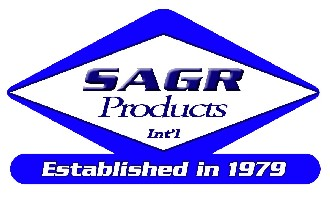 SAGR
Products
Int'l
Established in 1979